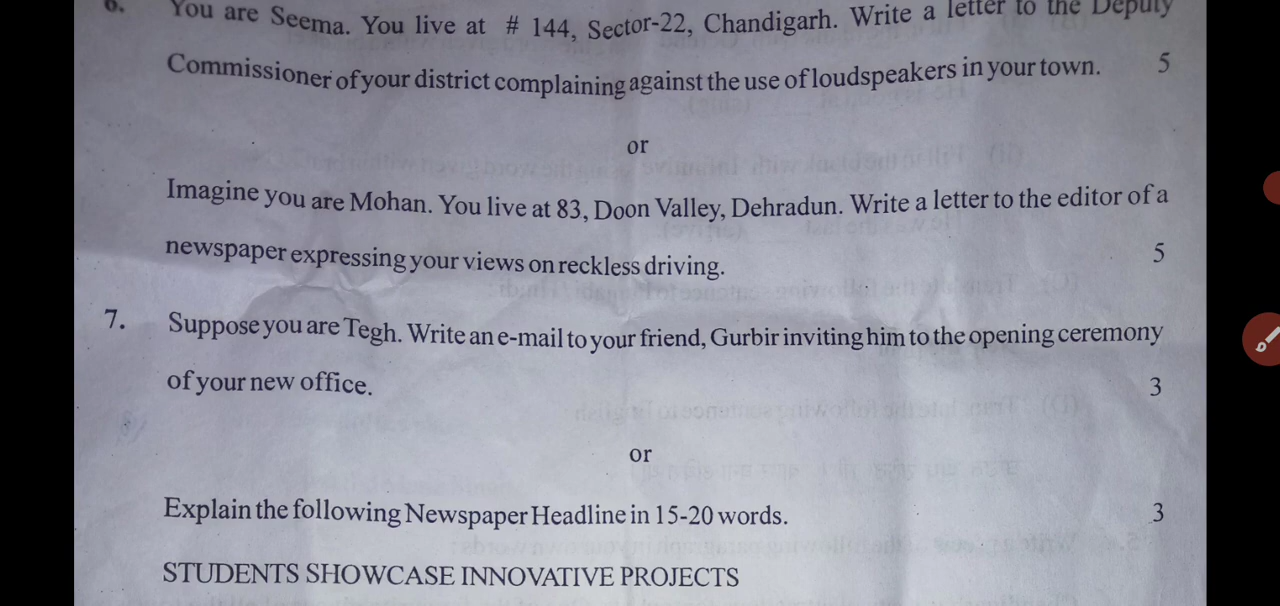 6. You are Seema. You live at # 144, Sector-22, Chandigarh. Write a letter to the Deputy
Commissioner of your district complaining against the use of loudspeakers in your town. 5
or
Imagine you are Mohan. You live at 83, Doon Valley, Dehradun. Write a letter to the editor of a
newspaper expressing your views on reckless driving. 5
7. Suppose you are Tegh. Write an e-mail to your friend, Gurbir inviting him to the opening ceremony
of your new office. 3
or
Explain the following Newspaper Headline in 15-20 words. 3
STUDENTS SHOWCASE INNOVATIVE PROJECTS